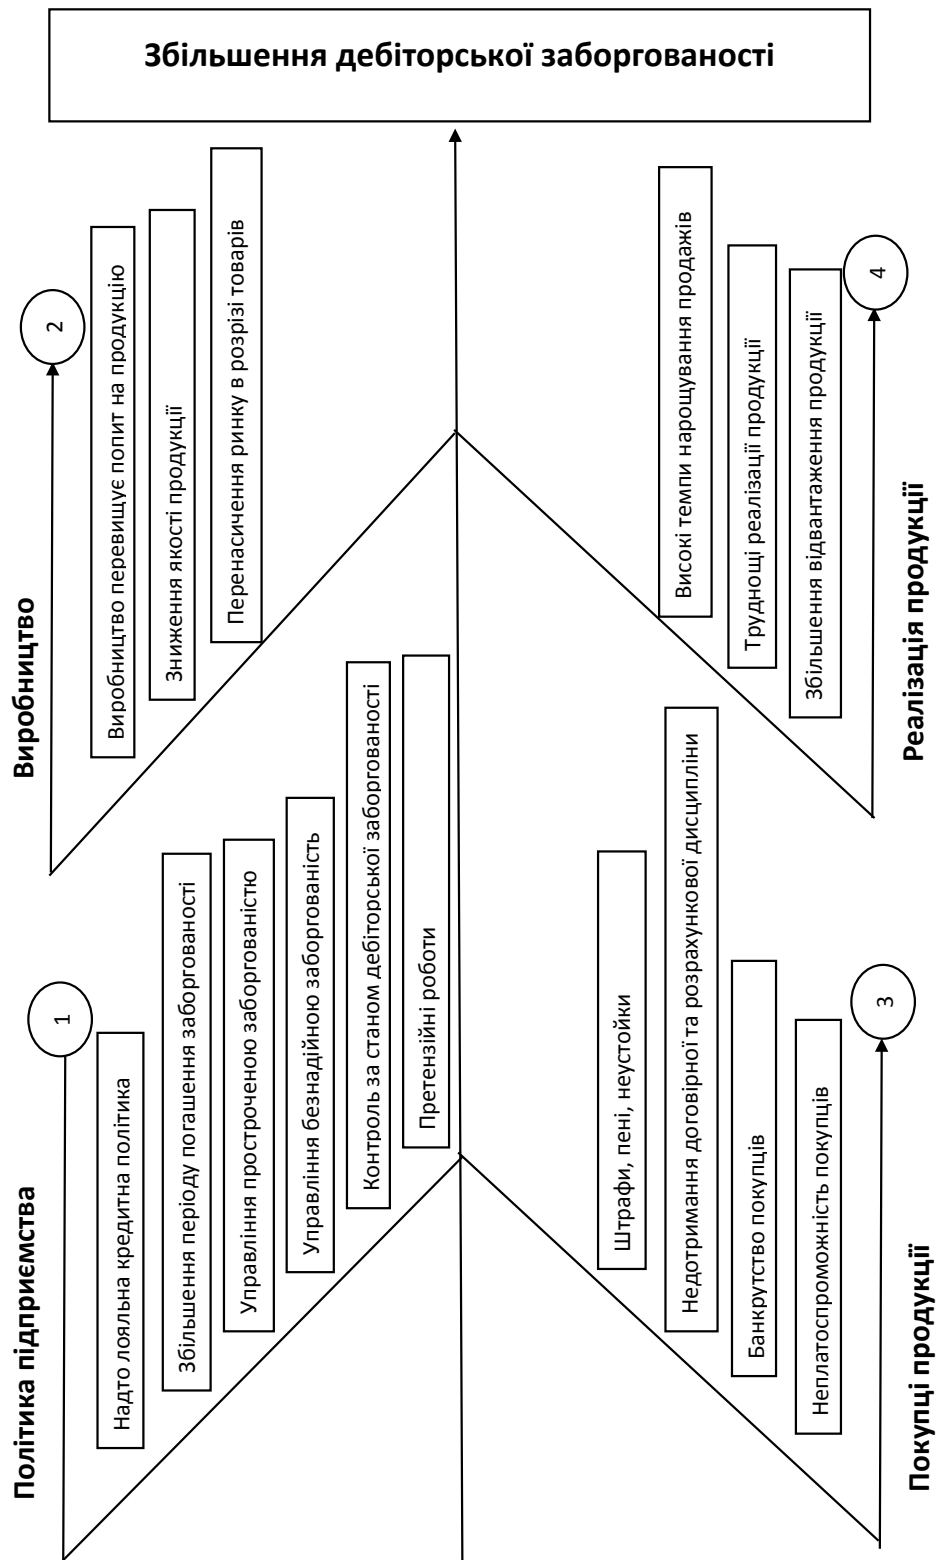 Збільшення дебіторської заборгованості
Політика підприємства
1
Надто лояльна кредитна політика
Збільшення періоду погашення заборгованості
Управління простроченою заборгованістю
Управління безнадійною заборгованість
Контроль за станом дебіторської заборгованості
Претензійні роботи
Виробництво
2
Виробництво перевищує попит на продукцію
Зниження якості продукції
Перенасичення ринку в розрізі товарів
Штрафи, пені, неустойки
Недотримання договірної та розрахункової дисципліни
Банкрутство покупців
Неплатоспроможність покупців
3
Покупці продукції
Високі темпи нарощування продажів
Труднощі реалізації продукції
Збільшення відвантаження продукції
4
Реалізація продукції